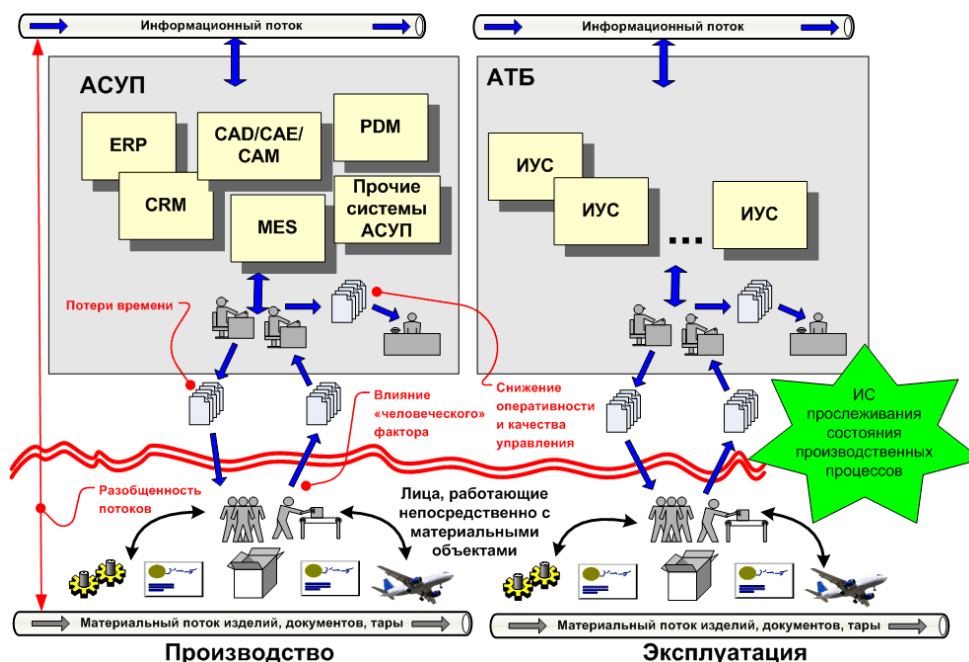 Информационный поток
Информационный поток
АСУП
ERP
CAD/CAE/
CAM
PDM
CRM
MES
Прочие
системы
АСУП
АТБ
ИУС
ИУС
...
ИУС
Потери времени
Влияние
«человеческого»
фактора
Снижение
оперативности
и качества
управления
ИС
прослеживания
состояния
производственных
процессов
Разобщенность
потоков
Лица, работающие
непосредственно с
материальными
объектами
Материальный поток изделий, документов, тары
Материальный поток изделий, документов, тары
Производство
Эксплуатация